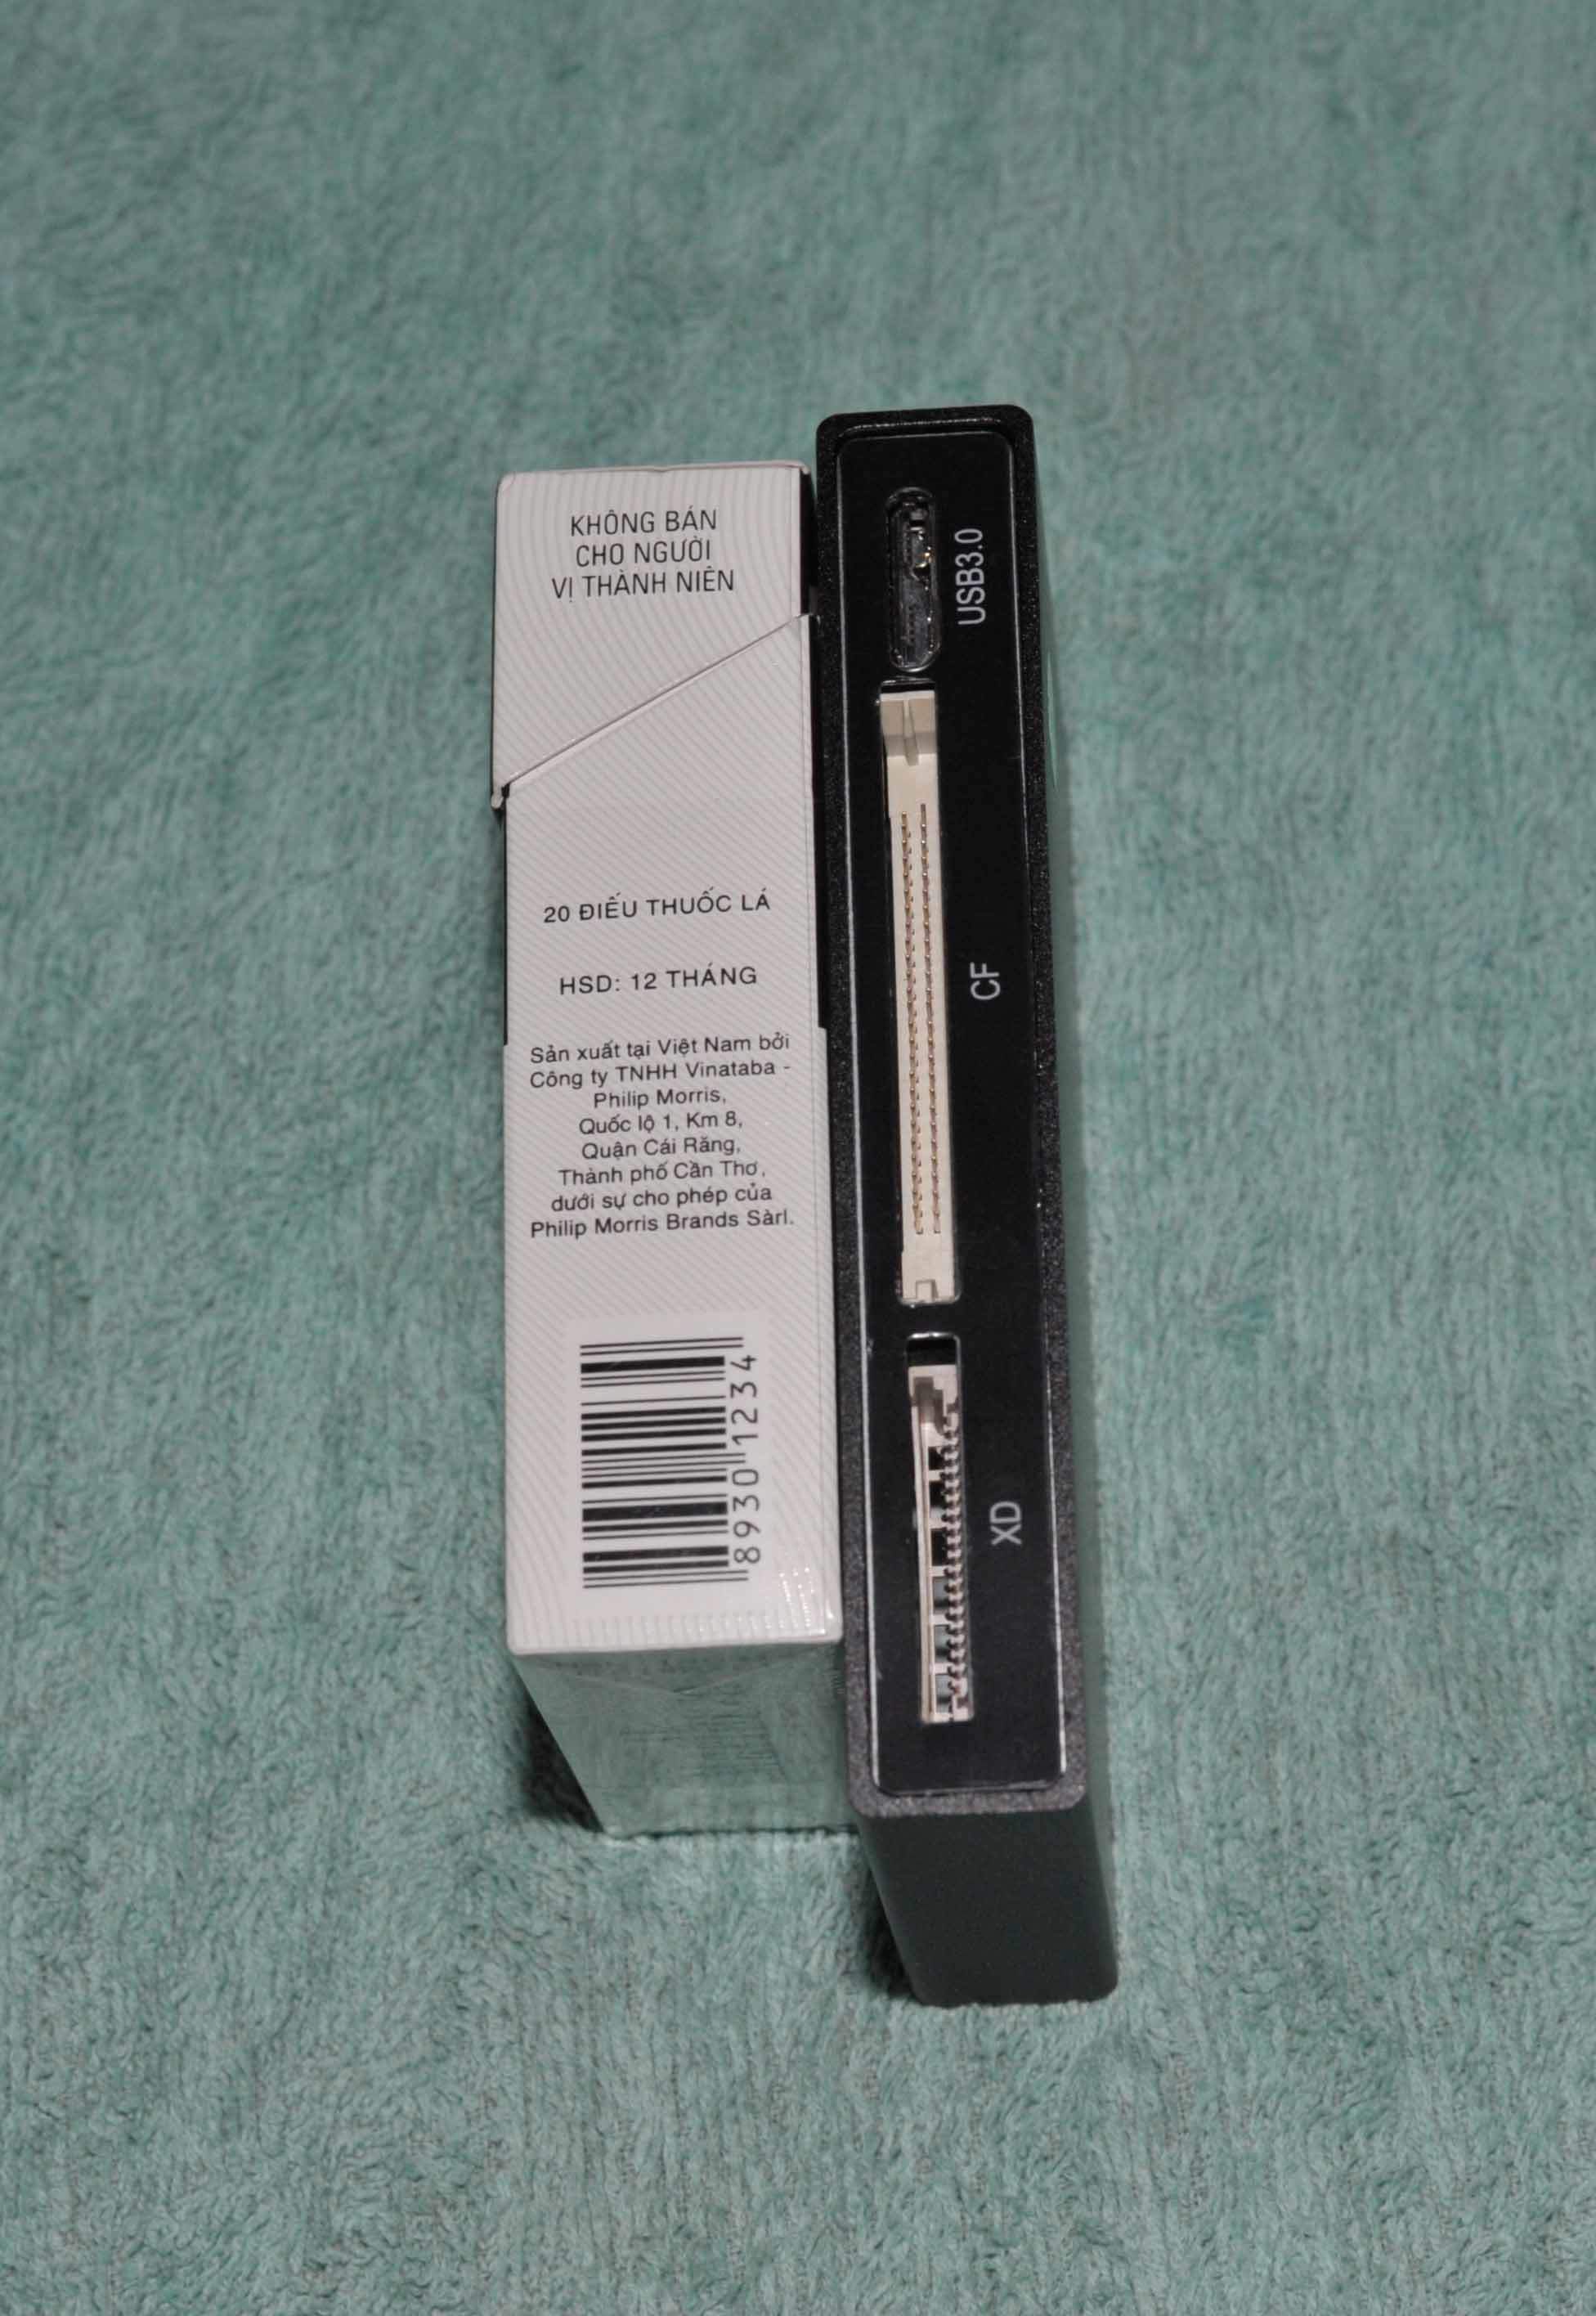 KHÔNG BÁN
CHO NGƯỜI
VỊ THÀNH NIÊN
20 ĐIẾU THUỐC LÁ
HSD: 12 THÁNG
Sản xuất tại Việt Nam bởi
Công ty TNHH Vinataba -
Philip Morris,
Quốc lộ 1, Km 8,
Quận Cái Răng,
Thành phố Cần Thơ,
dưới sự cho phép của
Philip Morris Brands Sàrl.
89301234
USB3.0
CF
XD